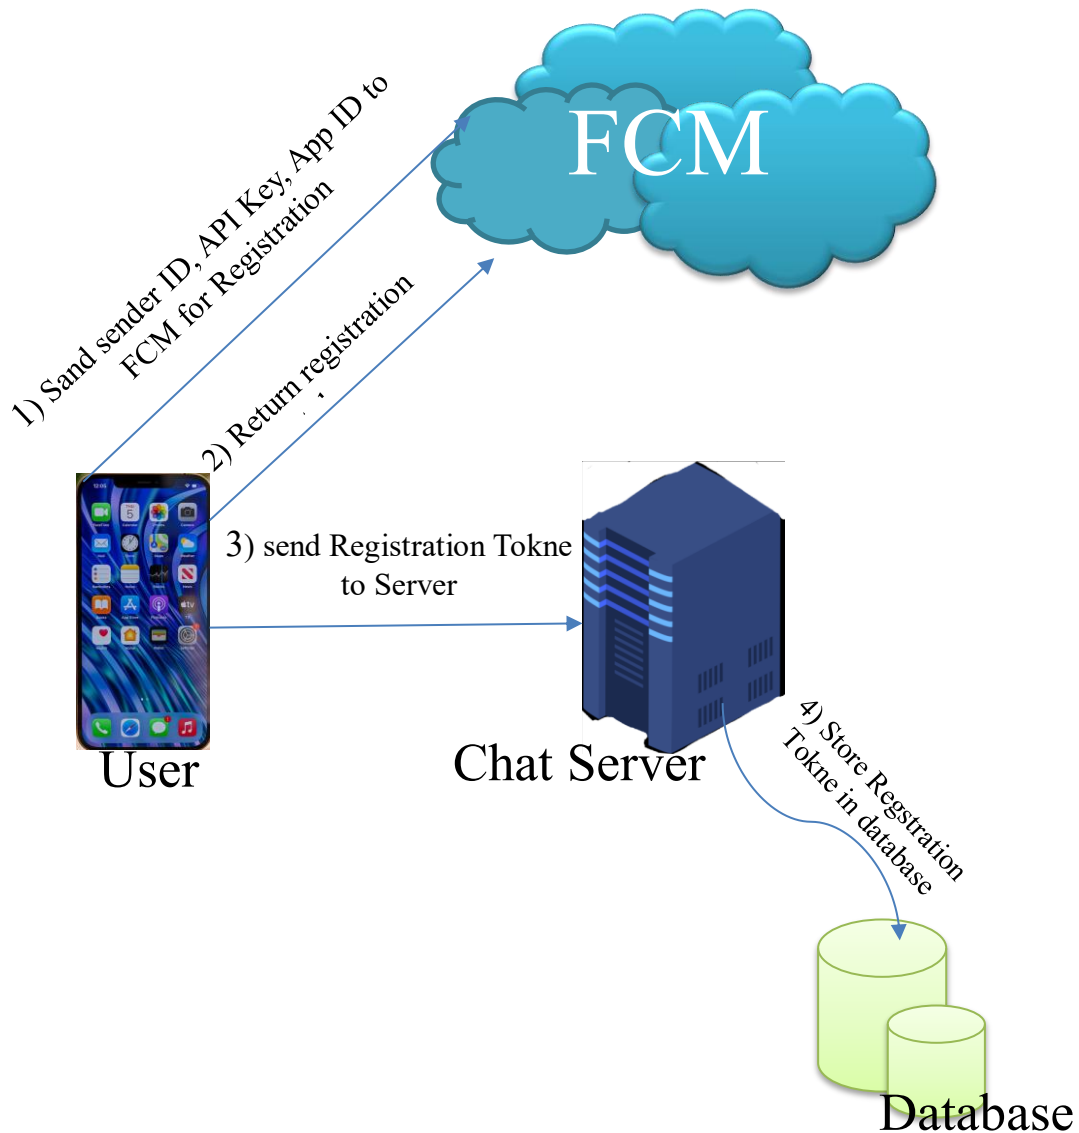 FCM
1) Sand sender ID, API Key, App ID to
FCM for Registration
2) Return registration
3) send Registration Tokne
to Server
User
Chat Server
4) Store Regstration
Tokne in database
Database